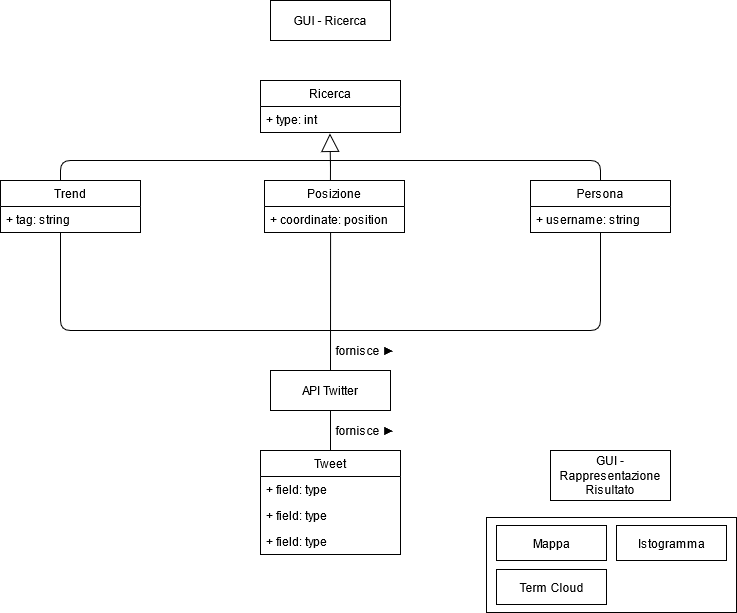 GUI - Ricerca
Ricerca
+ type: int
Trend
+ tag: string
Posizione
+ coordinate: position
Persona
+ username: string
fornisce ▶
API Twitter
fornisce ▶
Tweet
+ field: type
+ field: type
+ field: type
GUI -
Rappresentazione
Risultato
Mappa
Istogramma
Term Cloud